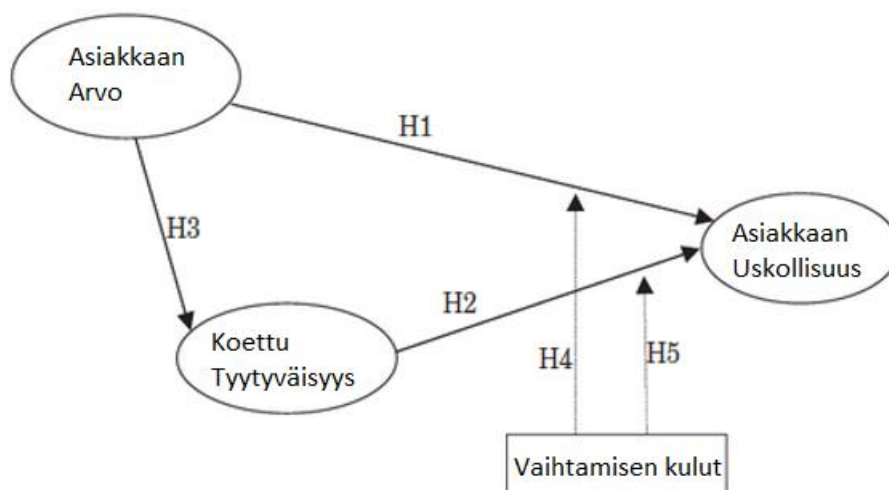 Asiakkaan
Arvo
H1
H3
Asiakkaan
Uskollisuus
H2
Koettu
Tyytyväisyys
H4
H5
Vaihtamisen kulut